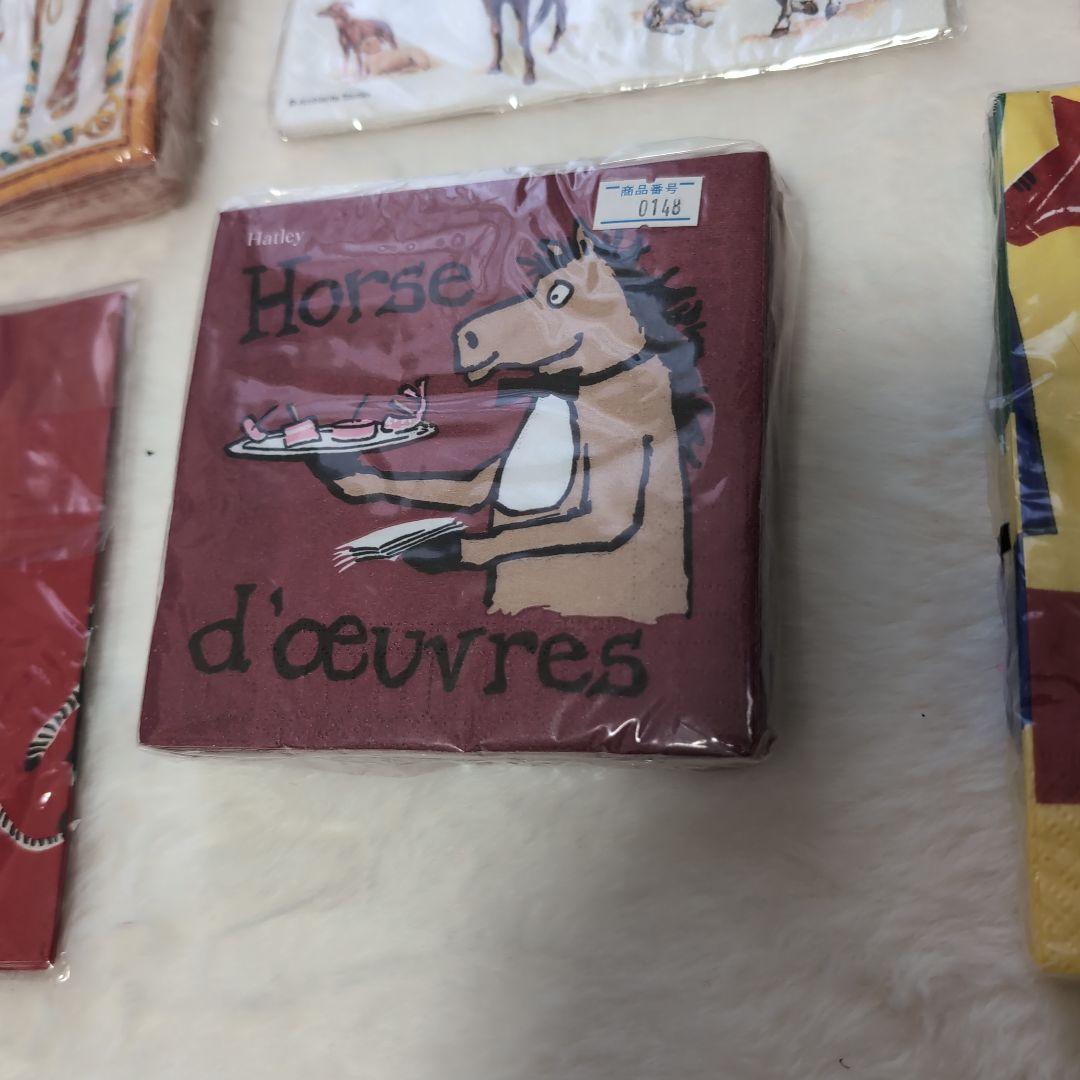 商品番号
0148
Hatley
Horse
d'œuvres